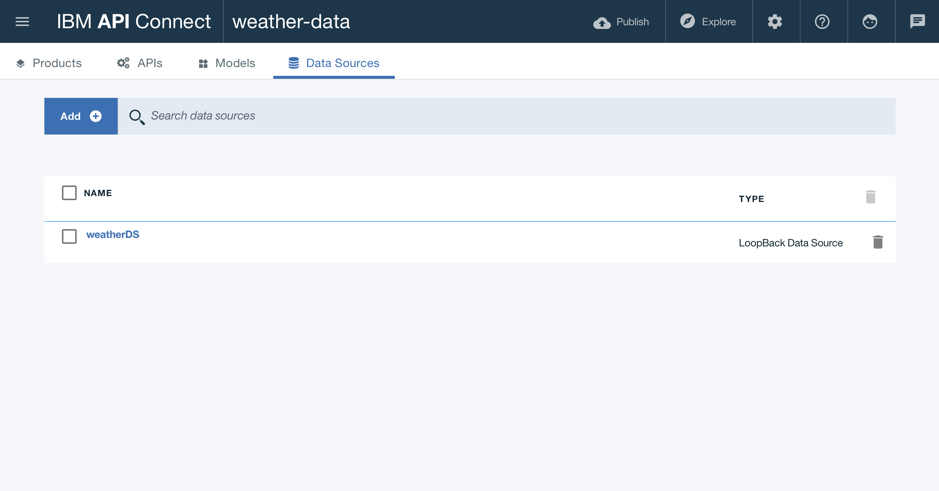 IBM API Connect weather-data Publish Explore
Products APIs Models Data Sources
Add Search data sources
NAME TYPE
weatherDS LoopBack Data Source